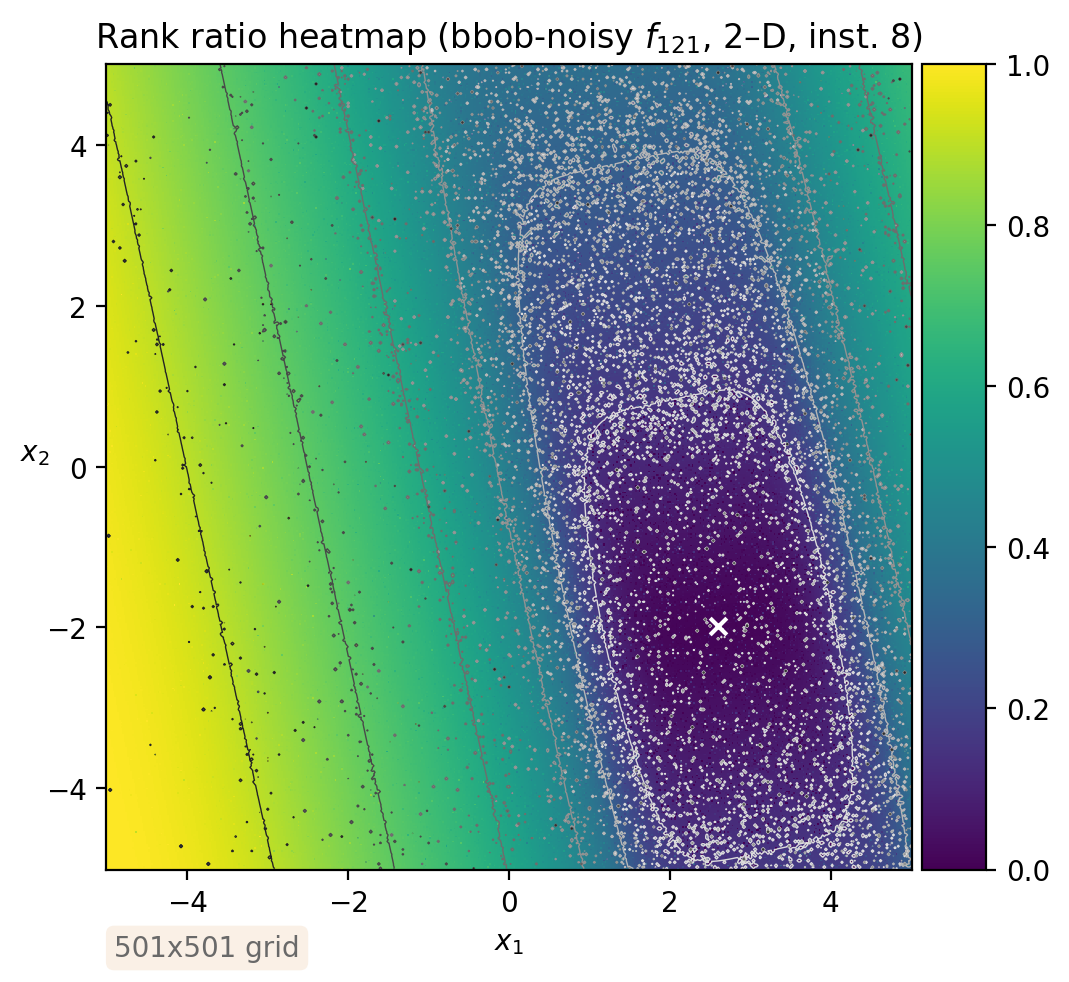 Rank ratio heatmap (bbob-noisy f₁₂₁, 2–D, inst. 8)
1.0
0.8
0.6
0.4
0.2
0.0
4
2
0
−2
−4
x₂
−4 −2 0 2 4
x₁
501x501 grid